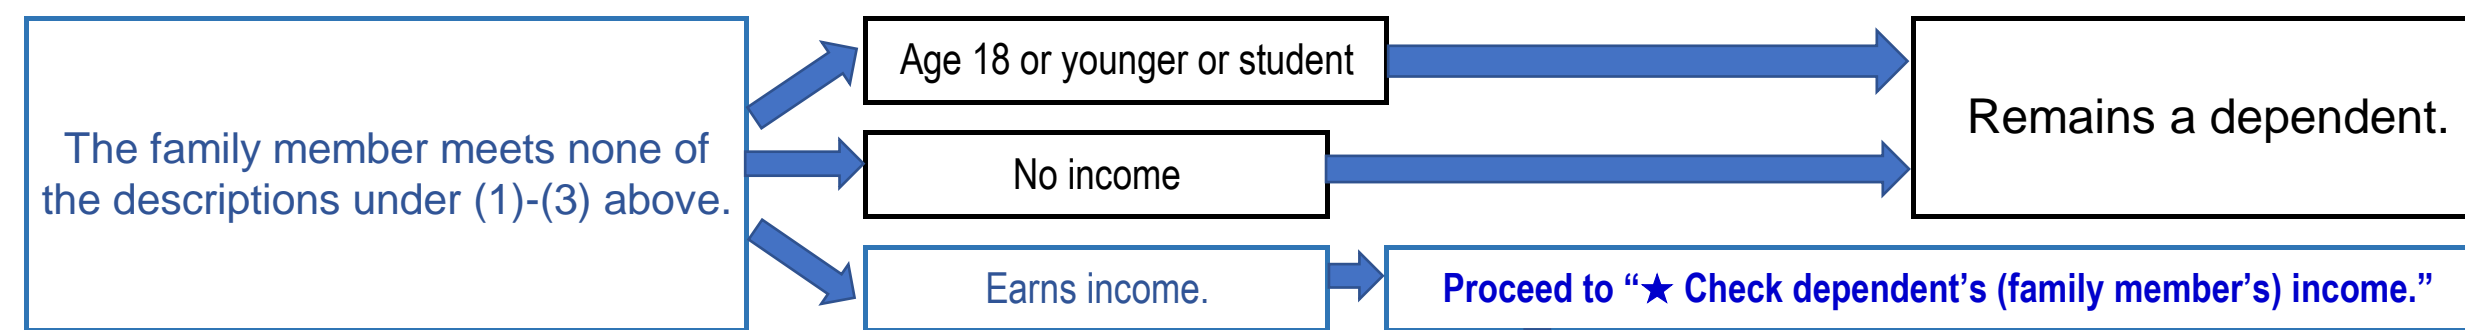 The family member meets none of
the descriptions under (1)-(3) above.
Age 18 or younger or student
No income
Earns income.
Remains a dependent.
Proceed to “★ Check dependent’s (family member’s) income.”